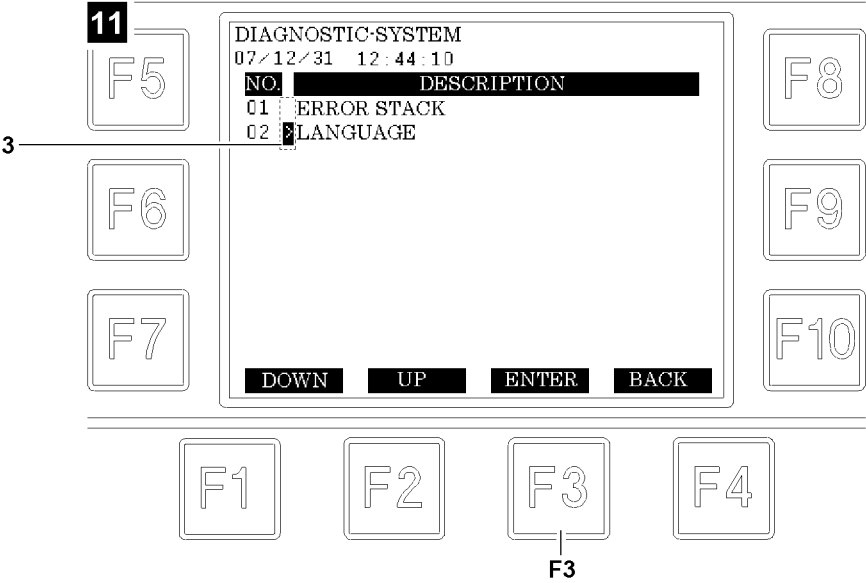 11
DIAGNOSTIC-SYSTEM
07/12/31 12:44:10
NO. DESCRIPTION
01 ERROR STACK
02 >LANGUAGE
3
DOWN UP ENTER BACK
F5
F6
F7
F8
F9
F10
F1 F2 F3 F4
F3